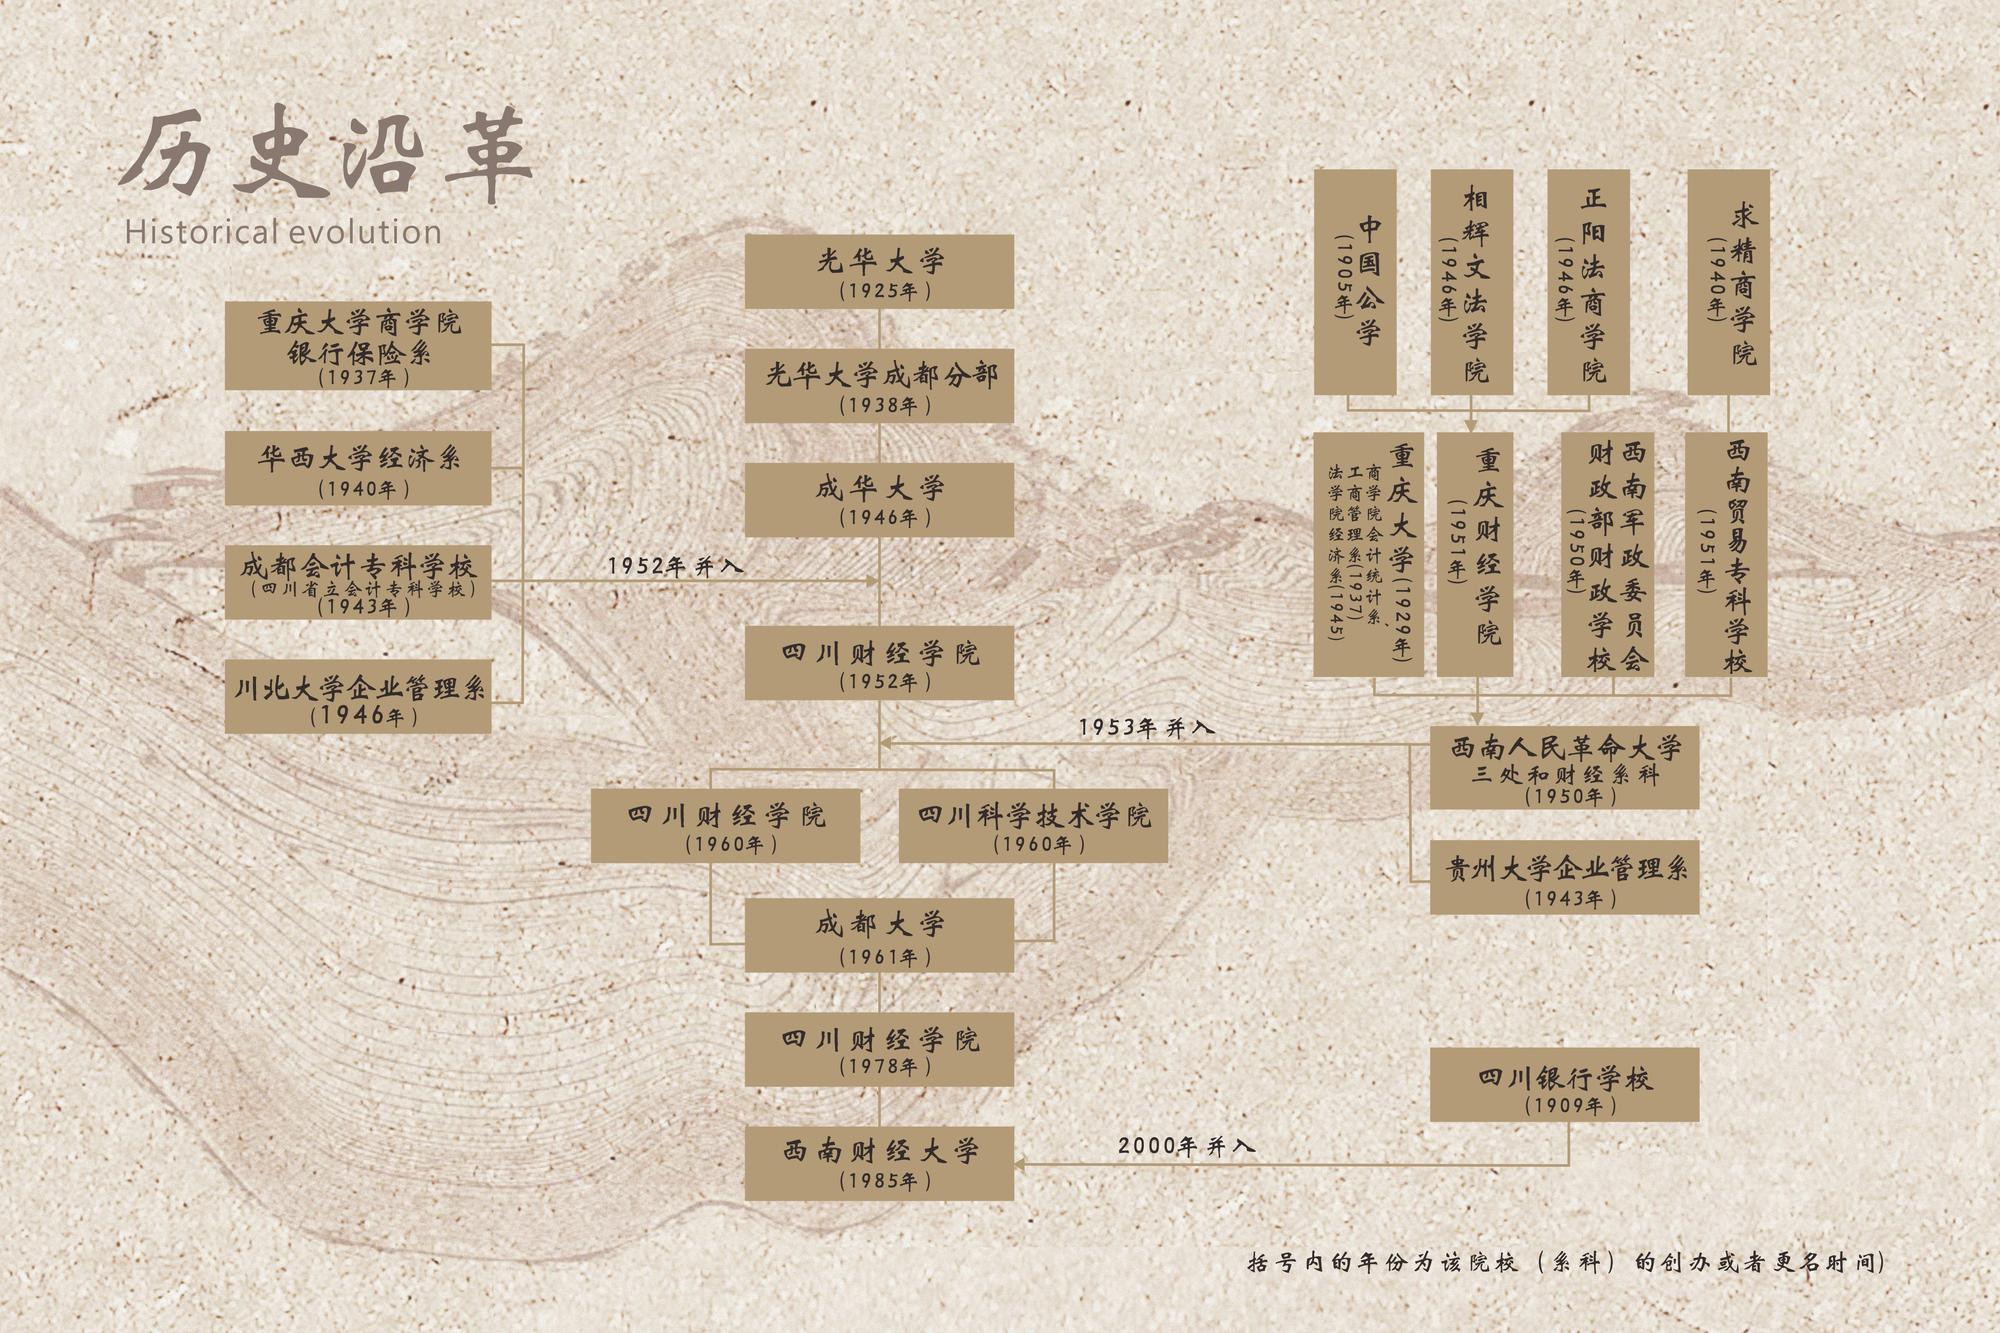 历史沿革
Historical evolution
重庆大学商学院
银行保险系
(1937年)
华西大学经济系
(1940年)
成都会计专科学校
(四川省立会计专科学校)
(1943年)
川北大学企业管理系
(1946年)
1952年 并入
光华大学
(1925年)
光华大学成都分部
(1938年)
成华大学
(1946年)
四川财经学院
(1952年)
四川财经学院
(1960年)
四川科学技术学院
(1960年)
成都大学
(1961年)
四川财经学院
(1978年)
西南财经大学
(1985年)
中国公学
(1905年)
相辉文法学院
(1946年)
正阳法商学院
(1946年)
求精商学院
(1940年)
重庆大学(1929年)
商学院会计统计系、
工商管理系(1937)
法学院经济系(1945)
重庆财经学院
(1951年)
西南军政委员会
财政部财政学校
(1950年)
西南贸易专科学校
(1951年)
1953年 并入
西南人民革命大学
三处和财经系科
(1950年)
贵州大学企业管理系
(1943年)
四川银行学校
(1909年)
2000年 并入
括号内的年份为该院校（系科）的创办或者更名时间)